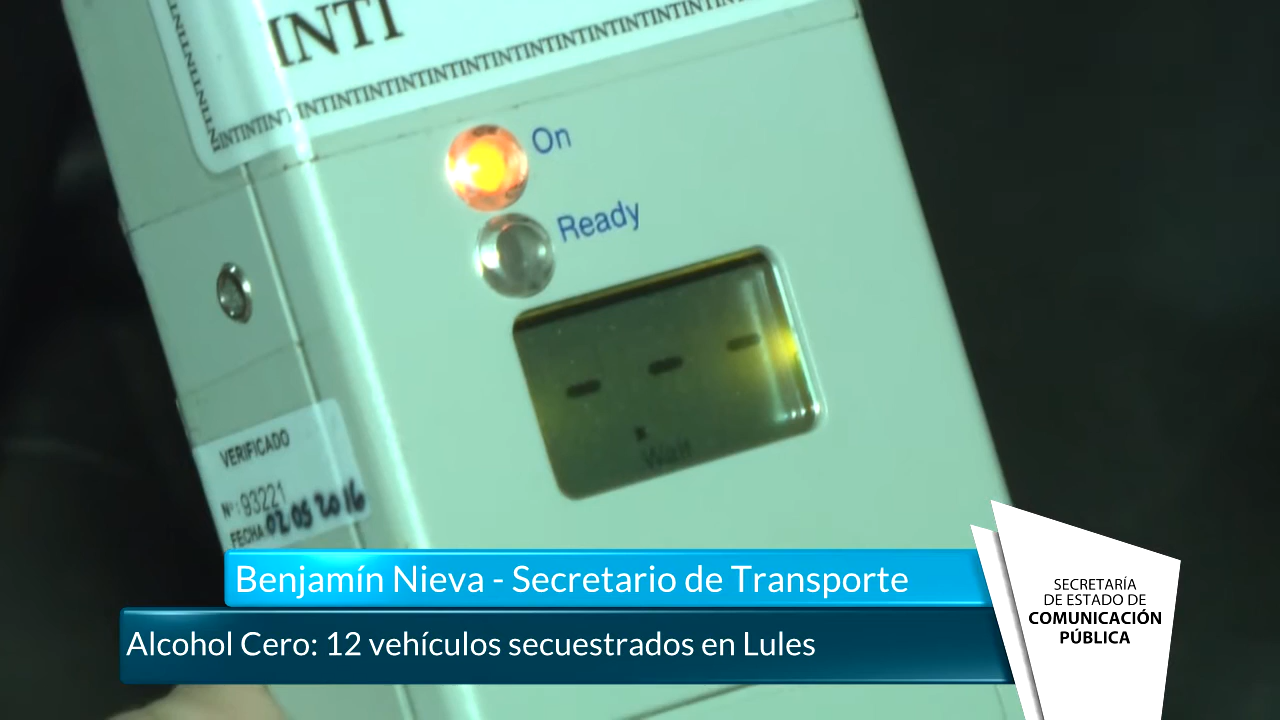 INTI
INTINTINTINTINTINTINTINTINTINTINTINTINTINTINT
On
Ready
Wait
VERIFICADO
Nº: 93221
FECHA: 02 05 2016
Benjamín Nieva - Secretario de Transporte
Alcohol Cero: 12 vehículos secuestrados en Lules
SECRETARÍA
DE ESTADO DE
COMUNICACIÓN
PÚBLICA